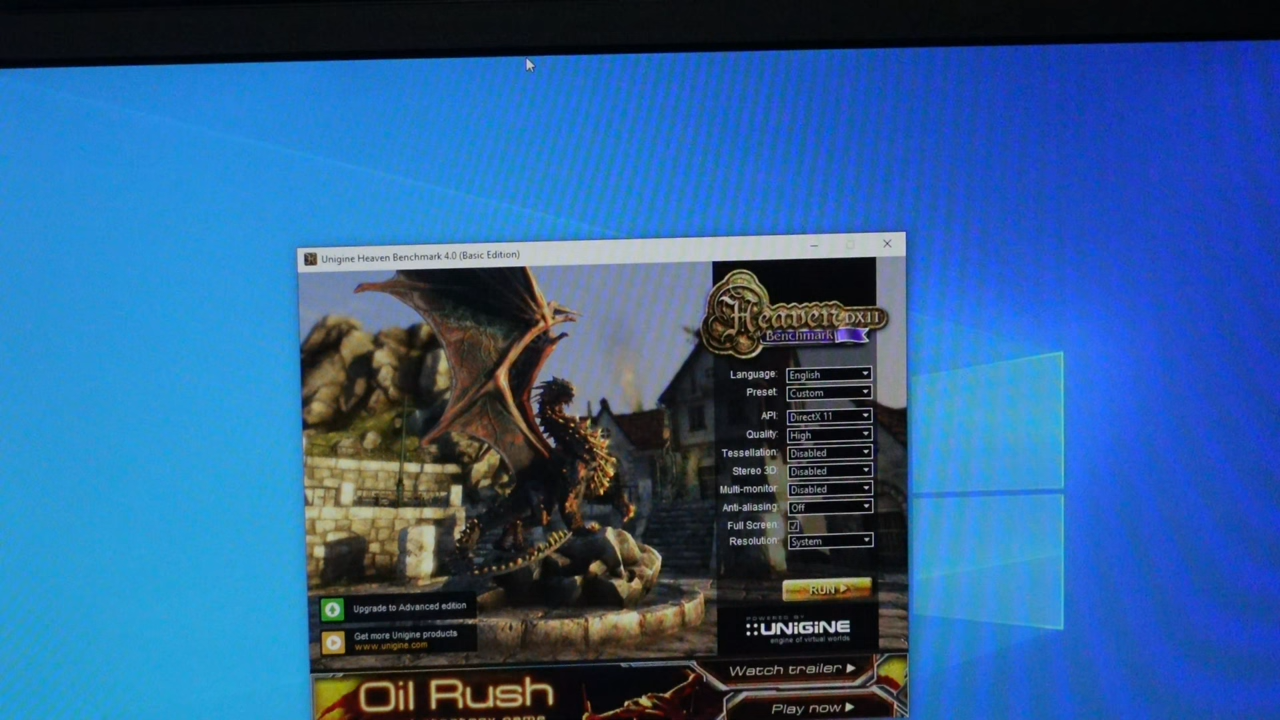 Unigine Heaven Benchmark 4.0 (Basic Edition)
Heaven DX11
Benchmark
Language: English
Preset: Custom
API: DirectX 11
Quality: High
Tessellation: Disabled
Stereo 3D: Disabled
Multi-monitor: Disabled
Anti-aliasing: Off
Full Screen:
Resolution: System
RUN
Upgrade to Advanced edition
Get more Unigine products
www.unigine.com
POWERED BY
UNIGINE
engine of virtual worlds
Watch trailer
Oil Rush
Play now